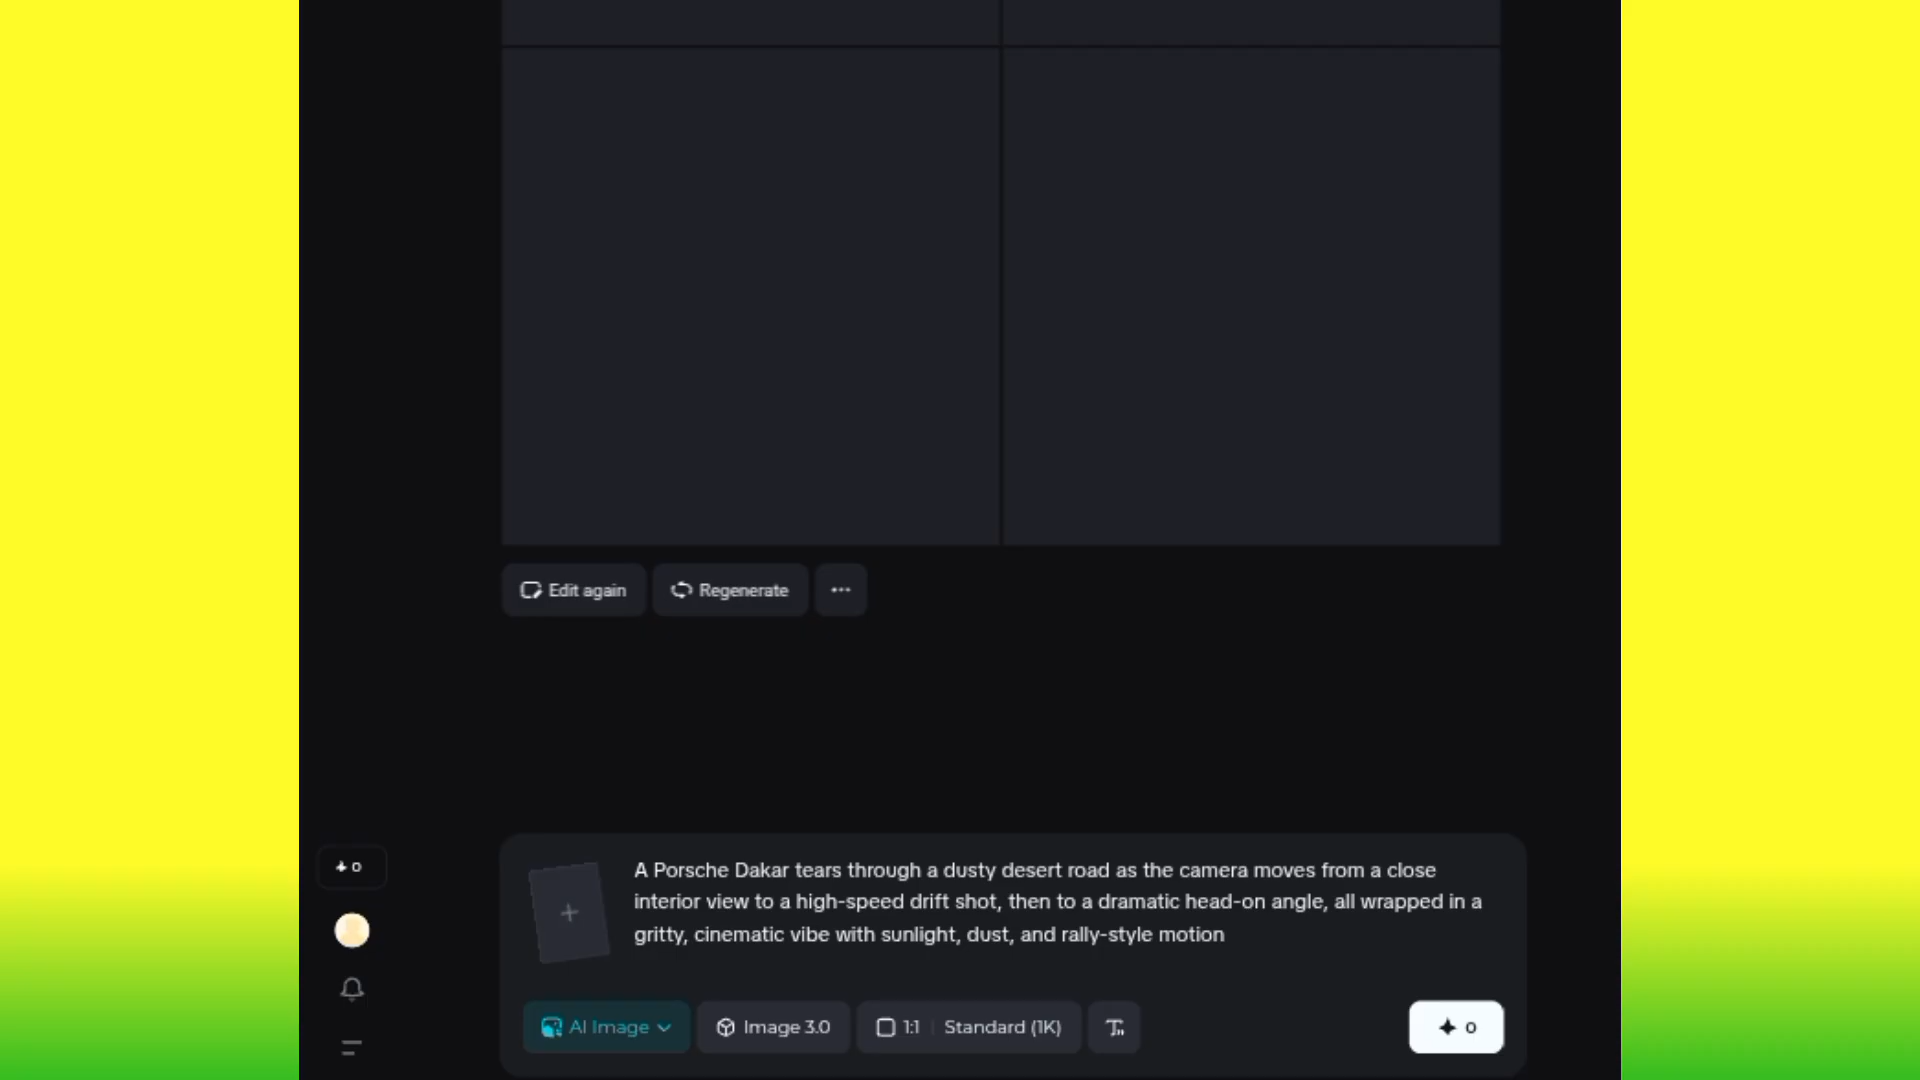 Edit again
Regenerate
0
A Porsche Dakar tears through a dusty desert road as the camera moves from a close
interior view to a high-speed drift shot, then to a dramatic head-on angle, all wrapped in a
gritty, cinematic vibe with sunlight, dust, and rally-style motion
AI Image
Image 3.0
1:1 Standard (1K)
0